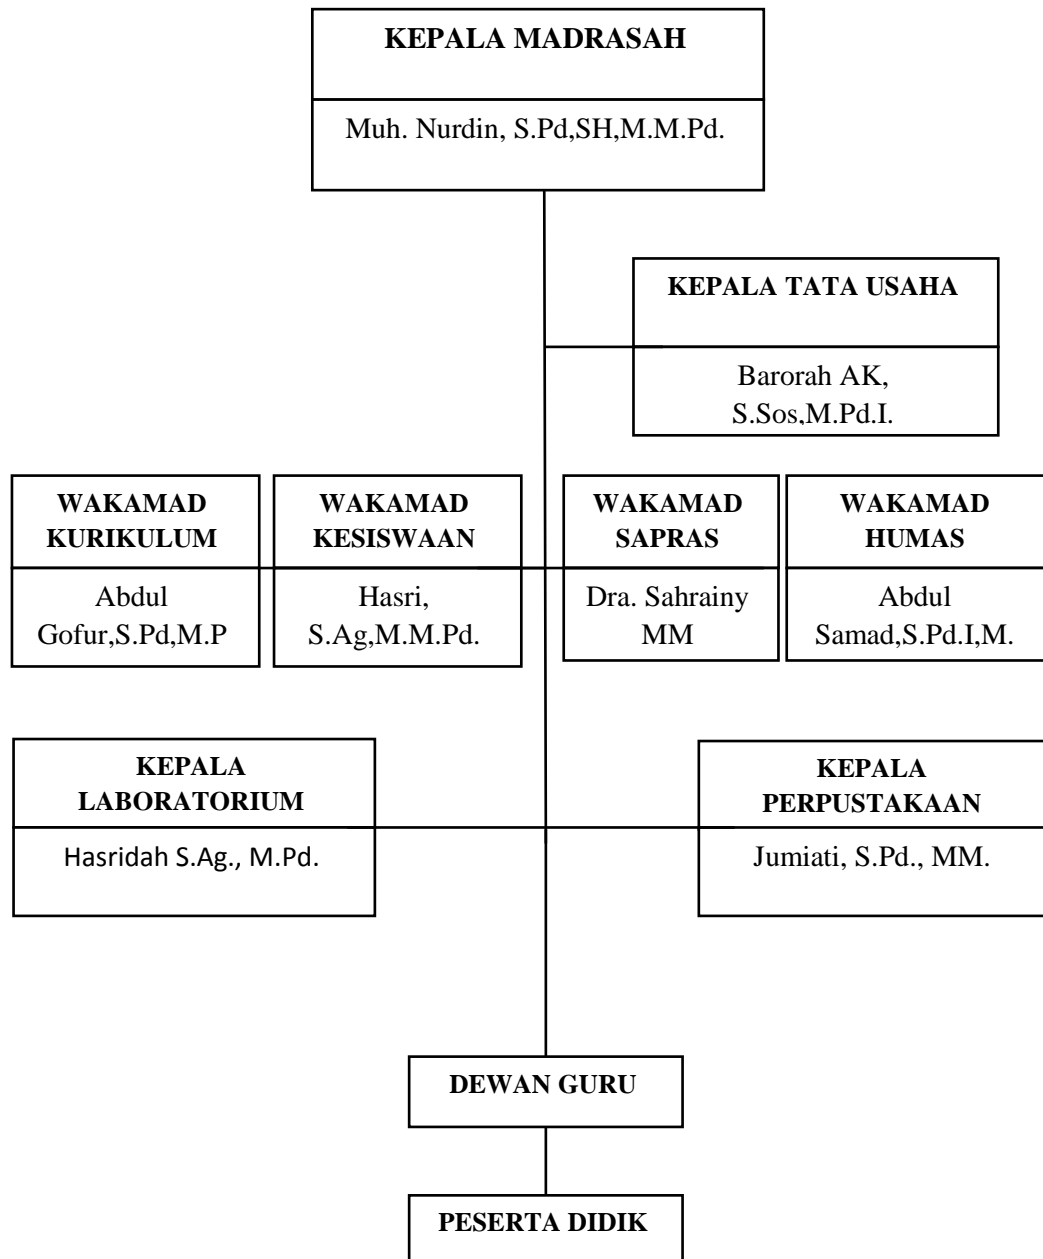 KEPALA MADRASAH
Muh. Nurdin, S.Pd,SH,M.M.Pd.
KEPALA TATA USAHA
Barorah AK,
S.Sos,M.Pd.I.
WAKAMAD
KURIKULUM
Abdul
Gofur,S.Pd,M.P
WAKAMAD
KESISWAAN
Hasri,
S.Ag,M.M.Pd.
WAKAMAD
SAPRAS
Dra. Sahrainy
MM
WAKAMAD
HUMAS
Abdul
Samad,S.Pd.I,M.
KEPALA
LABORATORIUM
Hasridah S.Ag., M.Pd.
KEPALA
PERPUSTAKAAN
Jumiati, S.Pd., MM.
DEWAN GURU
PESERTA DIDIK